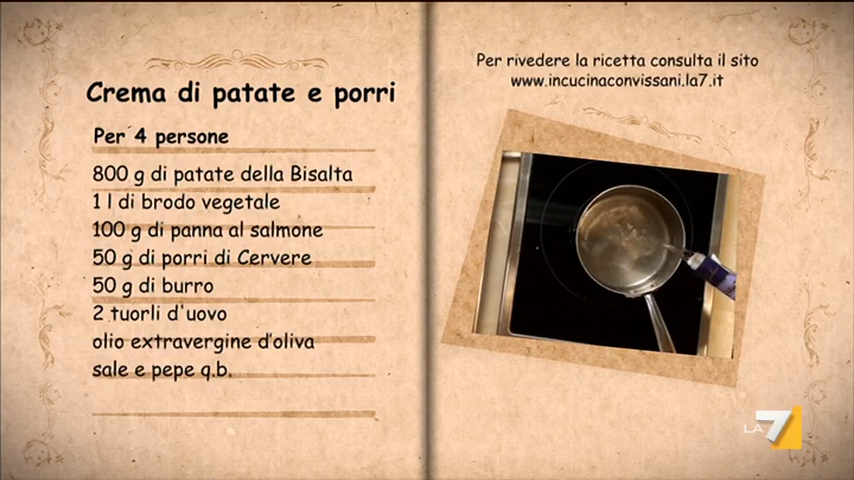 Crema di patate e porri
Per 4 persone
800 g di patate della Bisalta
1 l di brodo vegetale
100 g di panna al salmone
50 g di porri di Cervere
50 g di burro
2 tuorli d'uovo
olio extravergine d'oliva
sale e pepe q.b.
Per rivedere la ricetta consulta il sito
www.incucinaconvissani.la7.it
LA7